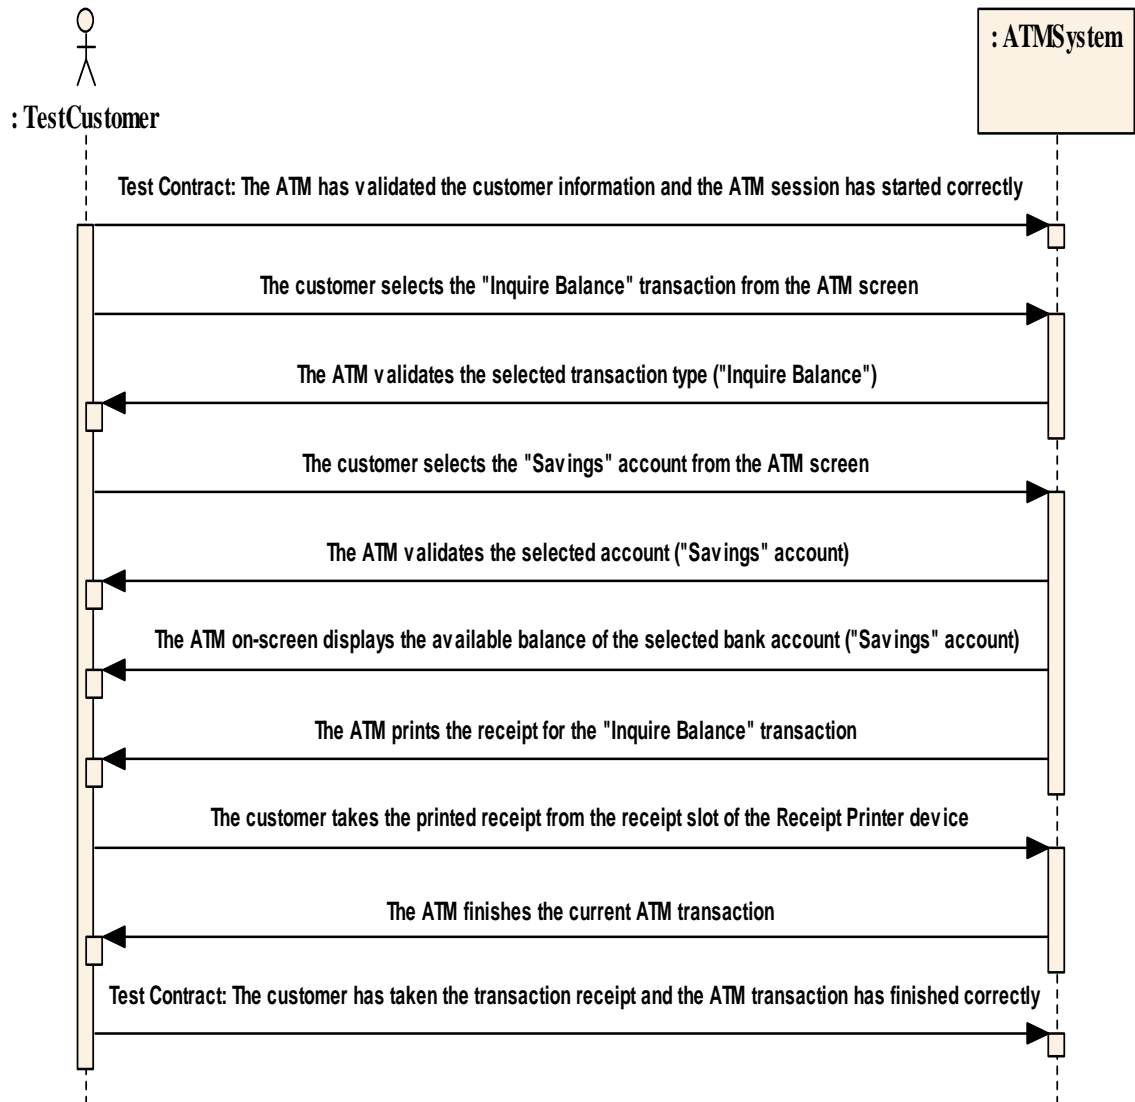 : TestCustomer
: ATMSystem
Test Contract: The ATM has validated the customer information and the ATM session has started correctly
The customer selects the "Inquire Balance" transaction from the ATM screen
The ATM validates the selected transaction type ("Inquire Balance")
The customer selects the "Savings" account from the ATM screen
The ATM validates the selected account ("Savings" account)
The ATM on-screen displays the available balance of the selected bank account ("Savings" account)
The ATM prints the receipt for the "Inquire Balance" transaction
The customer takes the printed receipt from the receipt slot of the Receipt Printer device
The ATM finishes the current ATM transaction
Test Contract: The customer has taken the transaction receipt and the ATM transaction has finished correctly